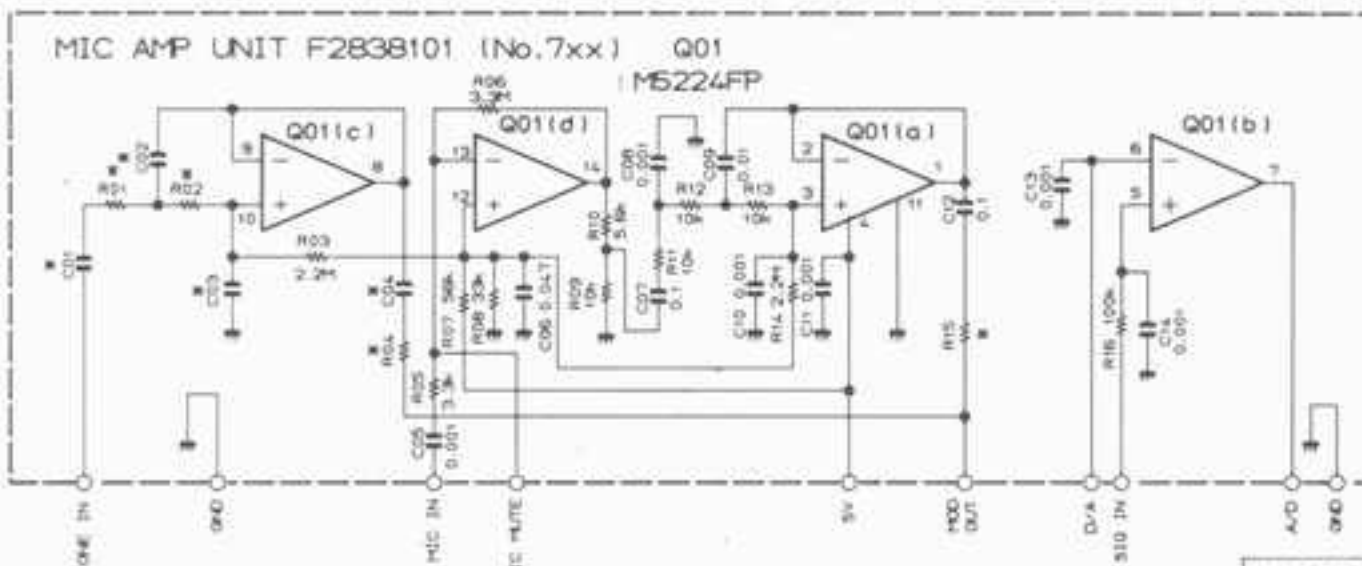 MIC AMP UNIT F2838101 (No.7xx) Q01
M5224FP
R06
Q01(c)
Q01(d)
Q01(a)
Q01(b)
9
8
10
13
14
12
2
1
3
11
6
7
5
* C02
* R01
* R02
* C01
R03
2.2M
* C03
* C04
* R04
R05
3.3k
C05
0.001
R07 56k
R08 33k
C06 0.047
R09
10k
R10
5.6k
C07
0.1
R11
10k
C08
0.001
R12
10k
C09
0.01
R13
10k
C10 0.001
R14 2.2M
C11 0.001
C12
0.1
R15
*
C13
0.001
R16 100k
C14
0.001
ONE IN
GND
MIC IN
C MUTE
5V
MOD
OUT
D/A
SIG IN
A/D
GND